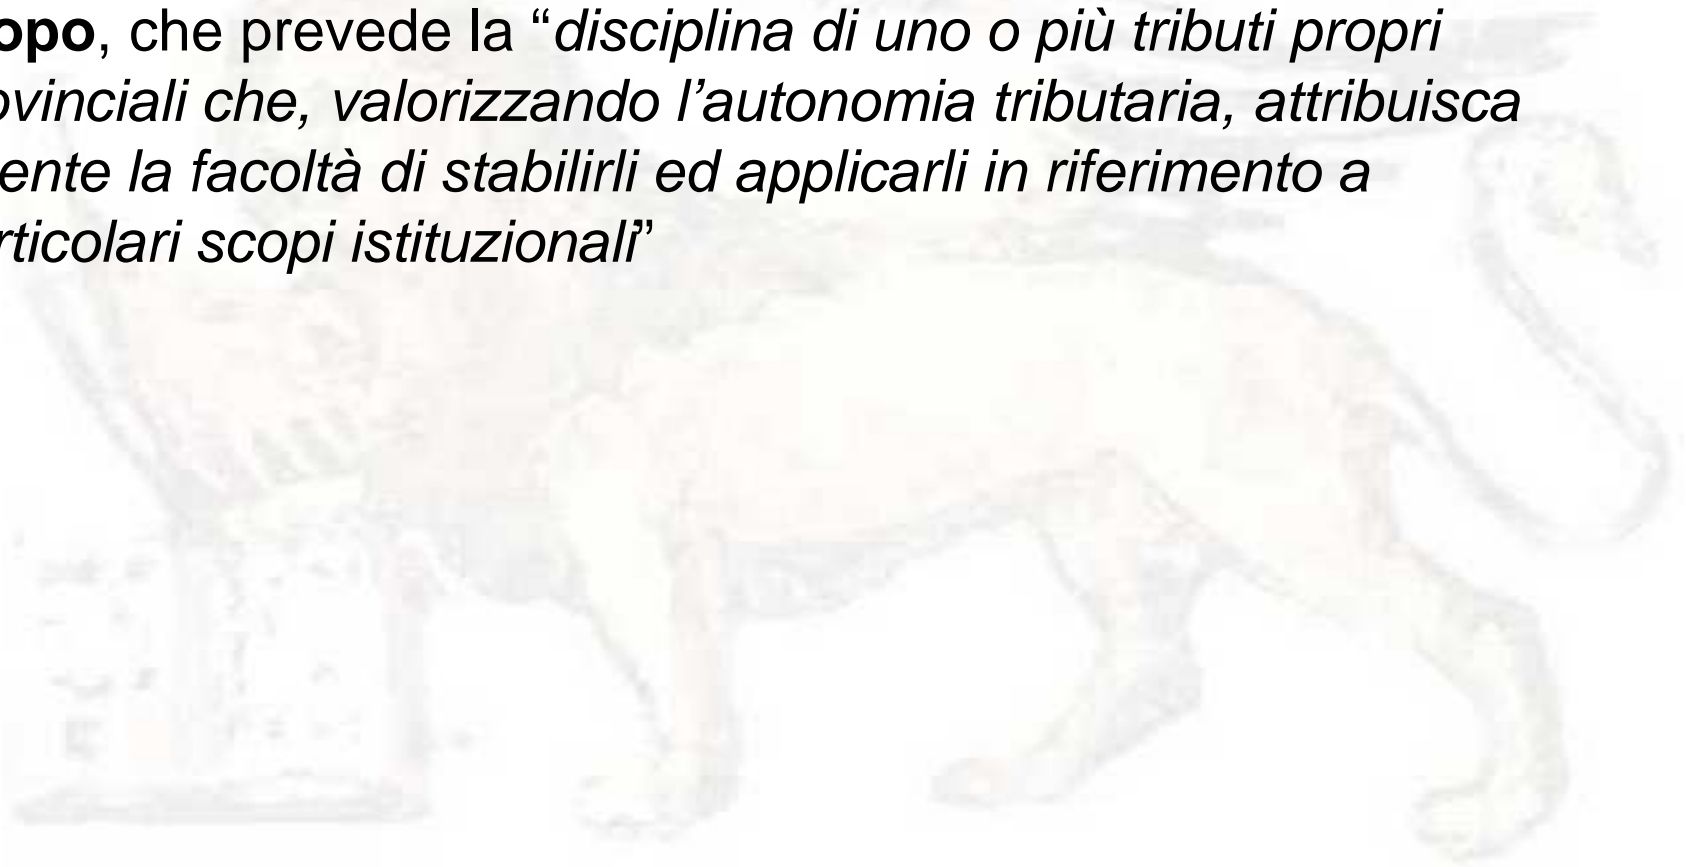 opo, che prevede la “disciplina di uno o più tributi propri
ovinciali che, valorizzando l’autonomia tributaria, attribuisca
ente la facoltà di stabilirli ed applicarli in riferimento a
rticolari scopi istituzionali”